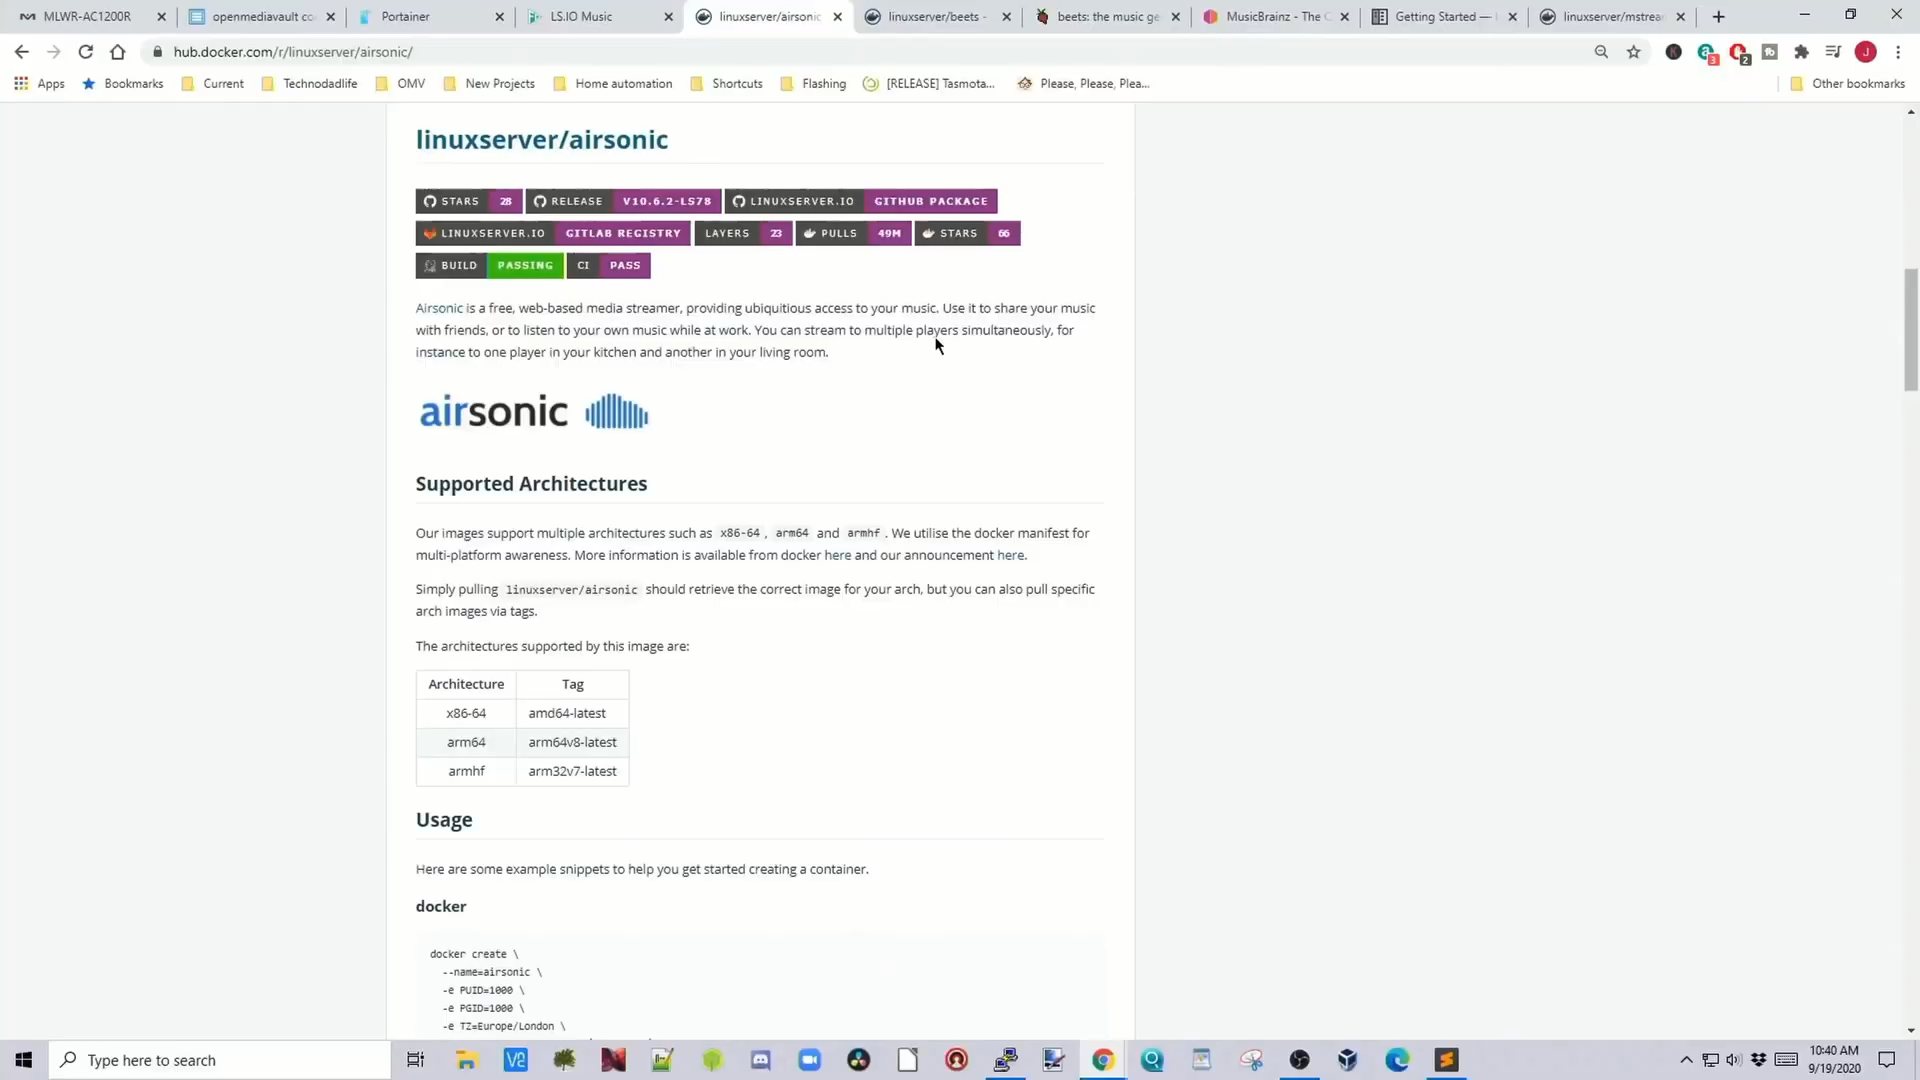 MLWR-AC1200R
openmediavault co
Portainer
LS.IO Music
linuxserver/airsonic
linuxserver/beets -
beets: the music ge
MusicBrainz - The O
Getting Started —
linuxserver/mstrea
hub.docker.com/r/linuxserver/airsonic/
K
a
3
2
fb
J
Apps
Bookmarks
Current
Technodadlife
OMV
New Projects
Home automation
Shortcuts
Flashing
[RELEASE] Tasmota...
Please, Please, Plea...
Other bookmarks
linuxserver/airsonic
STARS 28 RELEASE V10.6.2-LS78 LINUXSERVER.IO GITHUB PACKAGE
LINUXSERVER.IO GITLAB REGISTRY LAYERS 23 PULLS 49M STARS 66
BUILD PASSING CI PASS
Airsonic is a free, web-based media streamer, providing ubiquitious access to your music. Use it to share your music
with friends, or to listen to your own music while at work. You can stream to multiple players simultaneously, for
instance to one player in your kitchen and another in your living room.
airsonic
Supported Architectures
Our images support multiple architectures such as x86-64 , arm64 and armhf . We utilise the docker manifest for
multi-platform awareness. More information is available from docker here and our announcement here.
Simply pulling linuxserver/airsonic should retrieve the correct image for your arch, but you can also pull specific
arch images via tags.
The architectures supported by this image are:
Architecture Tag
x86-64 amd64-latest
arm64 arm64v8-latest
armhf arm32v7-latest
Usage
Here are some example snippets to help you get started creating a container.
docker
docker create \
--name=airsonic \
-e PUID=1000 \
-e PGID=1000 \
-e TZ=Europe/London \
Type here to search
10:40 AM
9/19/2020